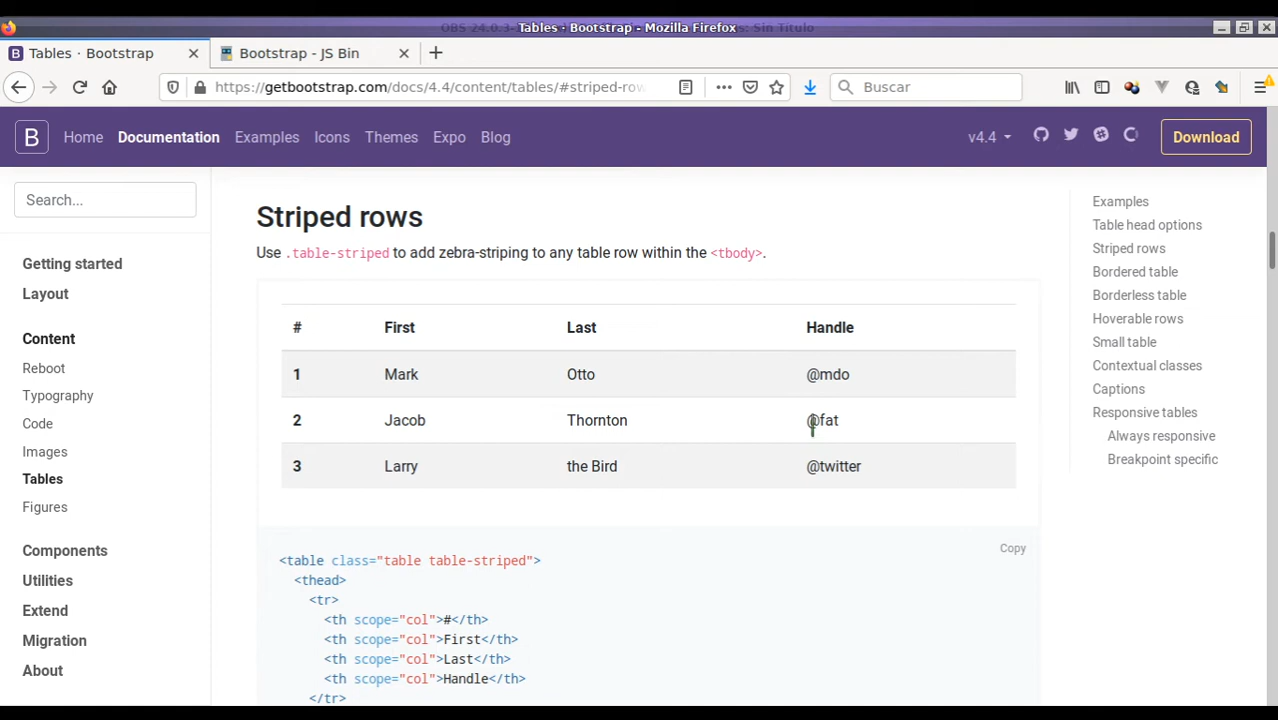 OBS 24.0.3- Sin Título
Tables · Bootstrap - Mozilla Firefox
Tables · Bootstrap
Bootstrap - JS Bin
https://getbootstrap.com/docs/4.4/content/tables/#striped-row
Buscar
B Home Documentation Examples Icons Themes Expo Blog v4.4 Download
Search...
Getting started
Layout
Content
Reboot
Typography
Code
Images
Tables
Figures
Components
Utilities
Extend
Migration
About
Striped rows
Use .table-striped to add zebra-striping to any table row within the <tbody>.
# First Last Handle
1 Mark Otto @mdo
2 Jacob Thornton @fat
3 Larry the Bird @twitter
Copy
<table class="table table-striped">
<thead>
<tr>
<th scope="col">#</th>
<th scope="col">First</th>
<th scope="col">Last</th>
<th scope="col">Handle</th>
</tr>
Examples
Table head options
Striped rows
Bordered table
Borderless table
Hoverable rows
Small table
Contextual classes
Captions
Responsive tables
Always responsive
Breakpoint specific